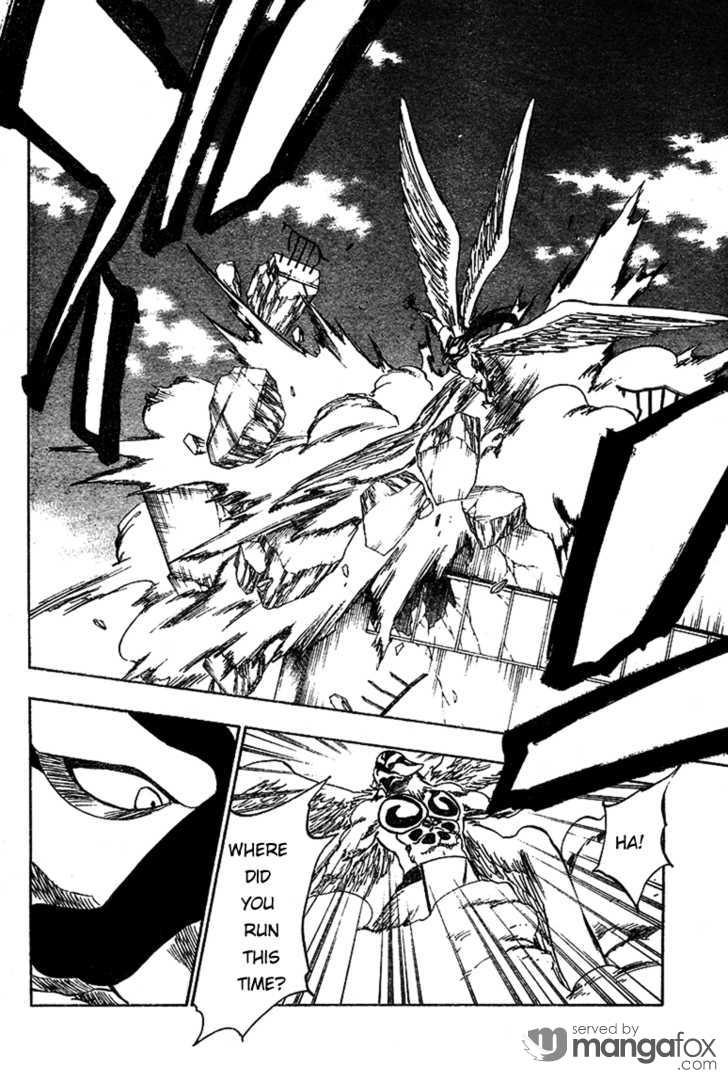 HA!
WHERE
DID
YOU
RUN
THIS
TIME?
served by
mangafox
.com